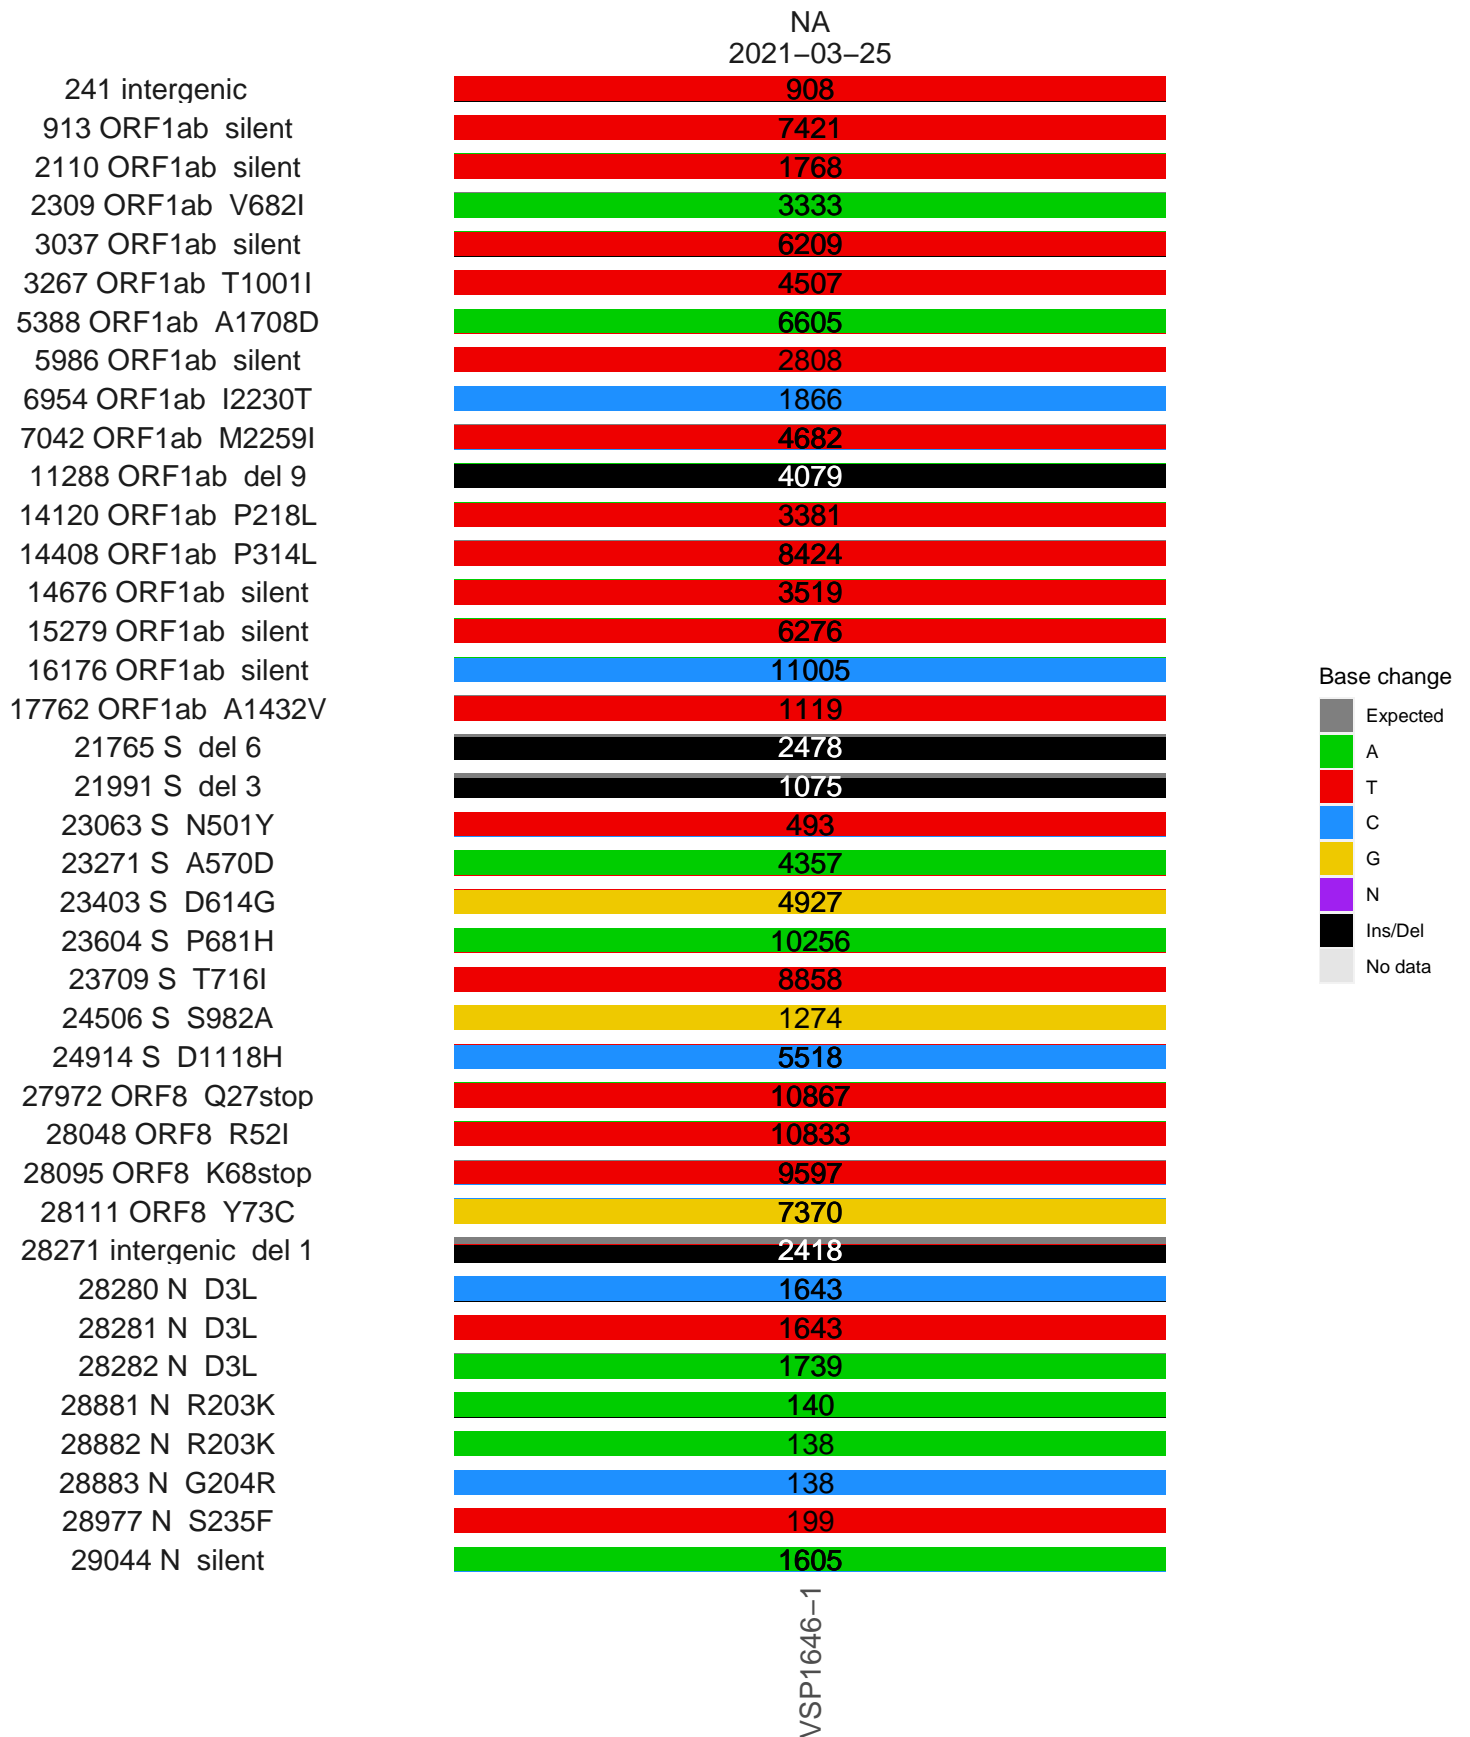 NA
2021−03−25
241 intergenic 908
913 ORF1ab silent 7421
2110 ORF1ab silent 1768
2309 ORF1ab V682I 3333
3037 ORF1ab silent 6209
3267 ORF1ab T1001I 4507
5388 ORF1ab A1708D 6605
5986 ORF1ab silent 2808
6954 ORF1ab I2230T 1866
7042 ORF1ab M2259I 4682
11288 ORF1ab del 9 4079
14120 ORF1ab P218L 3381
14408 ORF1ab P314L 8424
14676 ORF1ab silent 3519
15279 ORF1ab silent 6276
16176 ORF1ab silent 11005
17762 ORF1ab A1432V 1119
21765 S del 6 2478
21991 S del 3 1075
23063 S N501Y 493
23271 S A570D 4357
23403 S D614G 4927
23604 S P681H 10256
23709 S T716I 8858
24506 S S982A 1274
24914 S D1118H 5518
27972 ORF8 Q27stop 10867
28048 ORF8 R52I 10833
28095 ORF8 K68stop 9597
28111 ORF8 Y73C 7370
28271 intergenic del 1 2418
28280 N D3L 1643
28281 N D3L 1643
28282 N D3L 1739
28881 N R203K 140
28882 N R203K 138
28883 N G204R 138
28977 N S235F 199
29044 N silent 1605
VSP1646−1
Base change
Expected
A
T
C
G
N
Ins/Del
No data